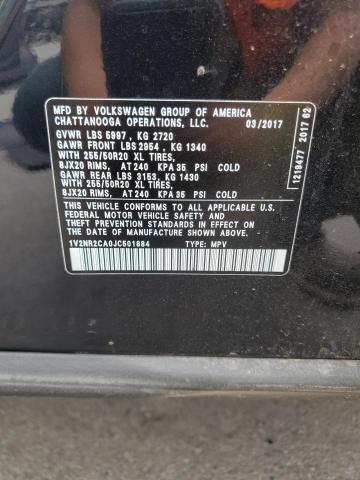 MFD BY VOLKSWAGEN GROUP OF AMERICA
CHATTANOOGA OPERATIONS, LLC. 03/2017
GVWR LBS 5997, KG 2720
GAWR FRONT LBS 2954, KG 1340
WITH 255/50R20 XL TIRES,
8JX20 RIMS, AT 240 KPA 35 PSI COLD
GAWR REAR LBS 3153, KG 1430
WITH 255/50R20 XL TIRES,
8JX20 RIMS, AT 240 KPA 35 PSI COLD
THIS VEHICLE CONFORMS TO ALL APPLICABLE U.S.
FEDERAL MOTOR VEHICLE SAFETY AND
THEFT PREVENTION STANDARDS IN EFFECT ON THE
DATE OF MANUFACTURE SHOWN ABOVE.
1V2NR2CA0JC501884 TYPE: MPV
1219477 2017 62